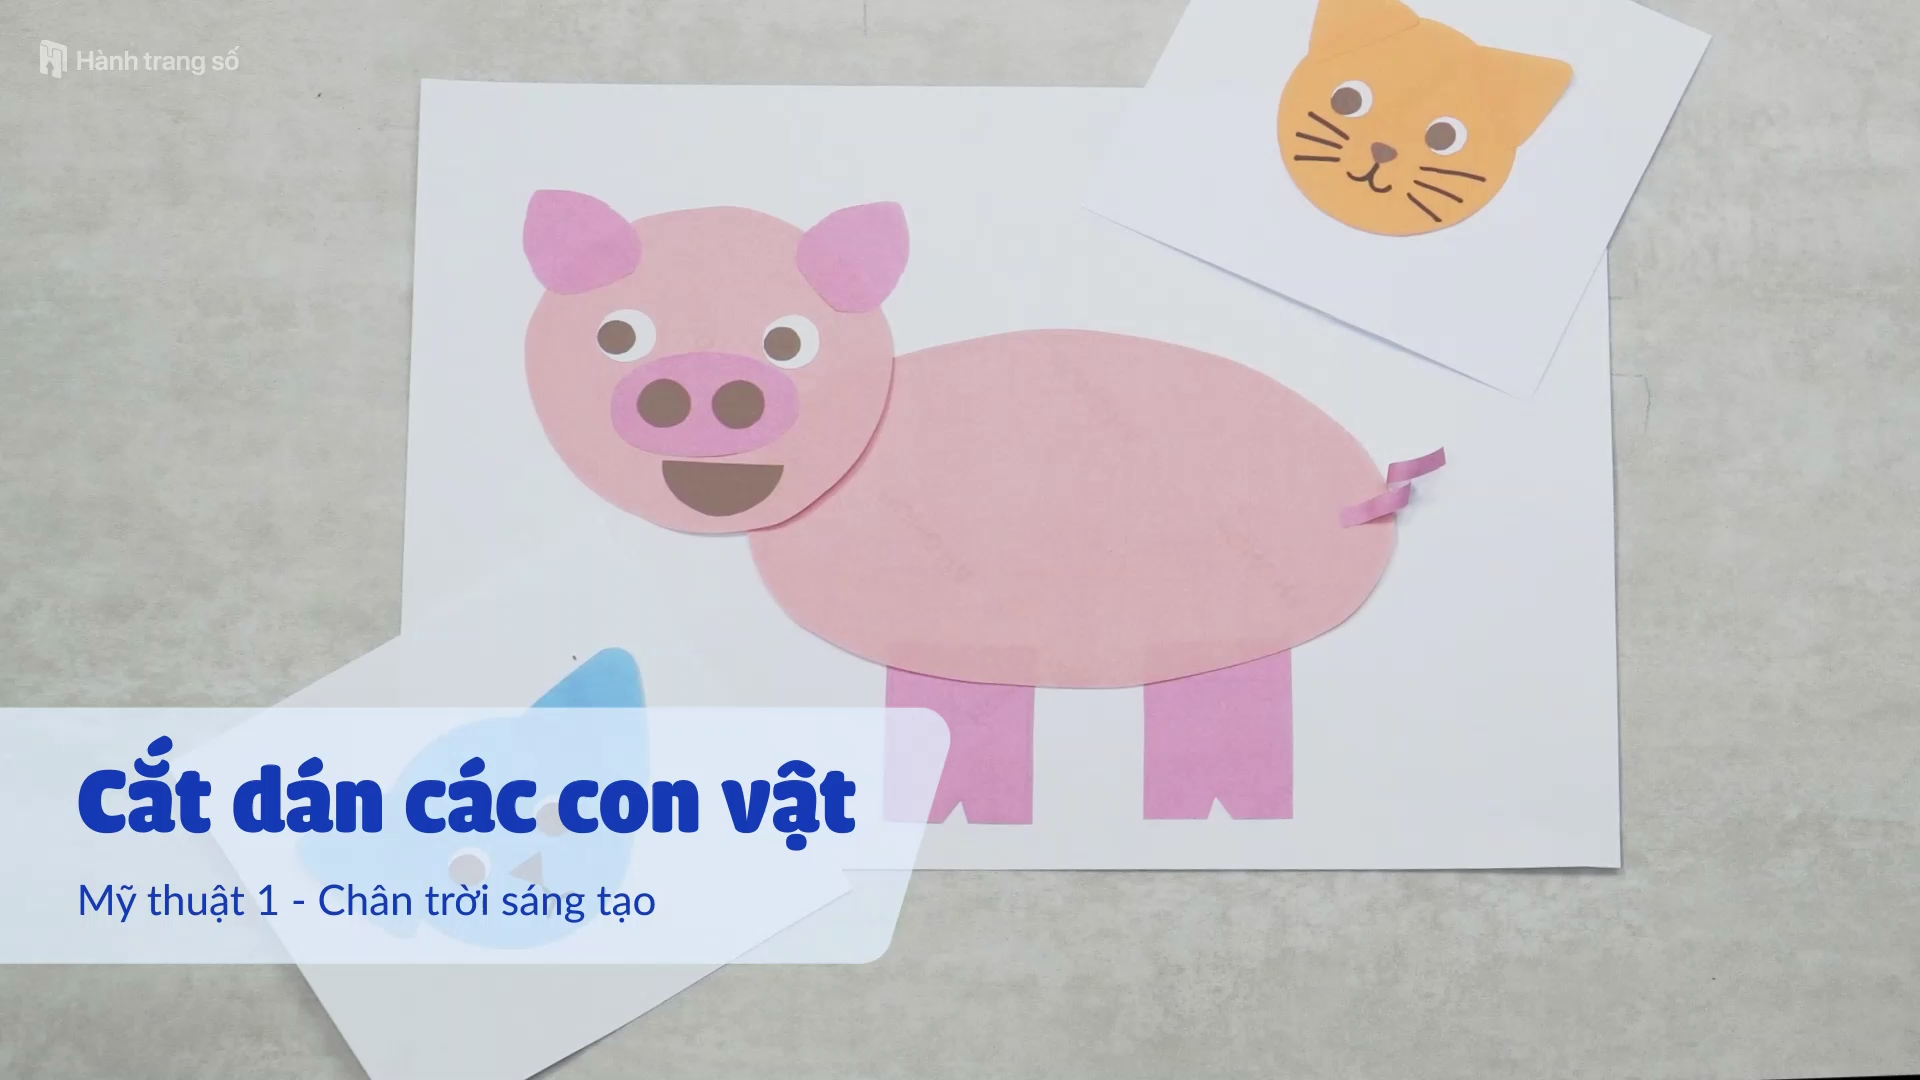 Hành trang số
Cắt dán các con vật
Mỹ thuật 1 - Chân trời sáng tạo